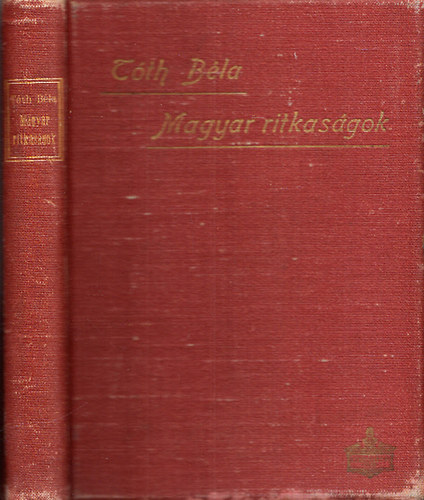 Tóth Béla
Magyar
ritkaságok
Tóth Béla
Magyar ritkaságok.